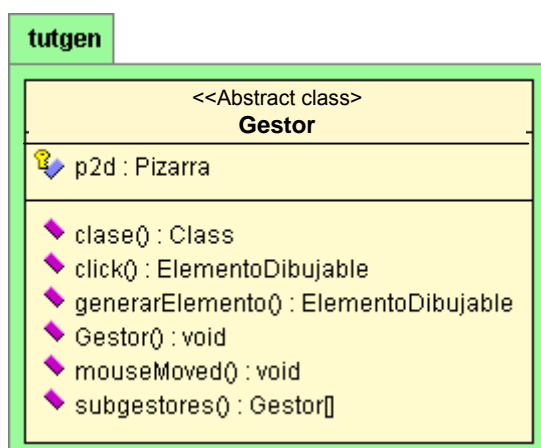 tutgen
<<Abstract class>
Gestor
p2d : Pizarra
clase() : Class
click() : ElementoDibujable
generarElemento() : ElementoDibujable
Gestor() : void
mouseMoved() : void
subgestores() : Gestor[]